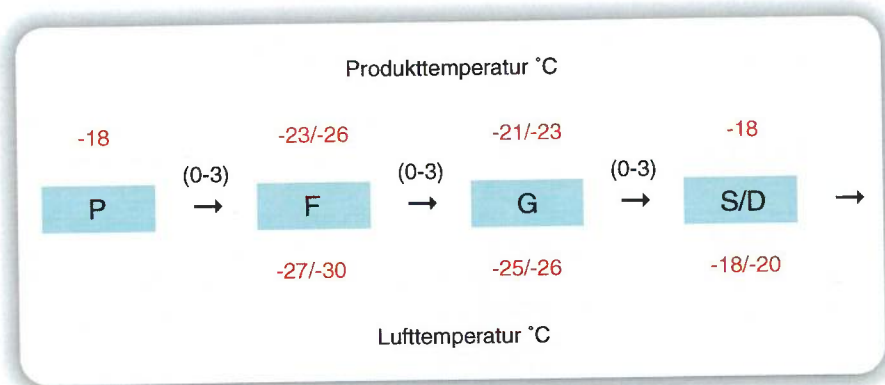 Produkttemperatur °C
-18 -23/-26 -21/-23 -18
(0-3) (0-3) (0-3)
P → F → G → S/D →
-27/-30 -25/-26 -18/-20
Lufttemperatur °C